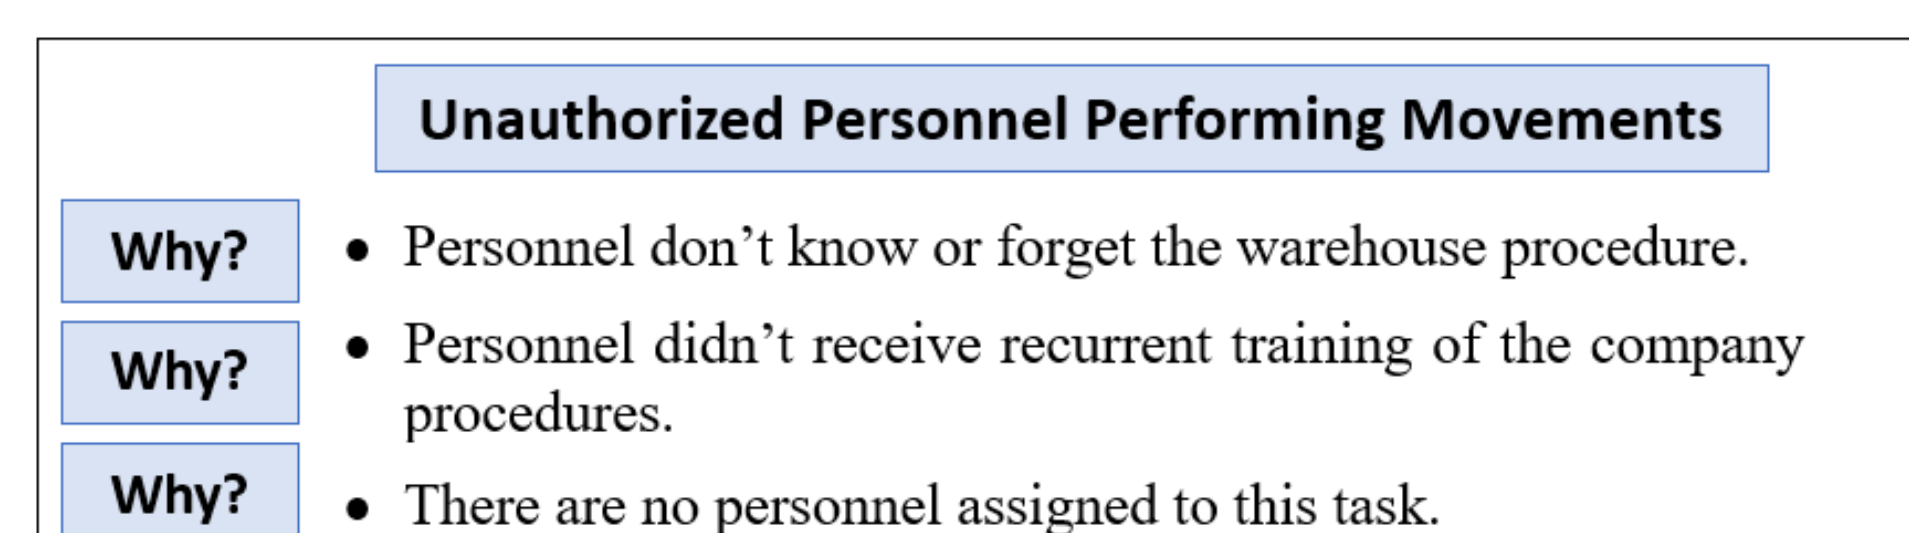 Unauthorized Personnel Performing Movements
Why?
• Personnel don’t know or forget the warehouse procedure.
Why?
• Personnel didn’t receive recurrent training of the company
procedures.
Why?
• There are no personnel assigned to this task.